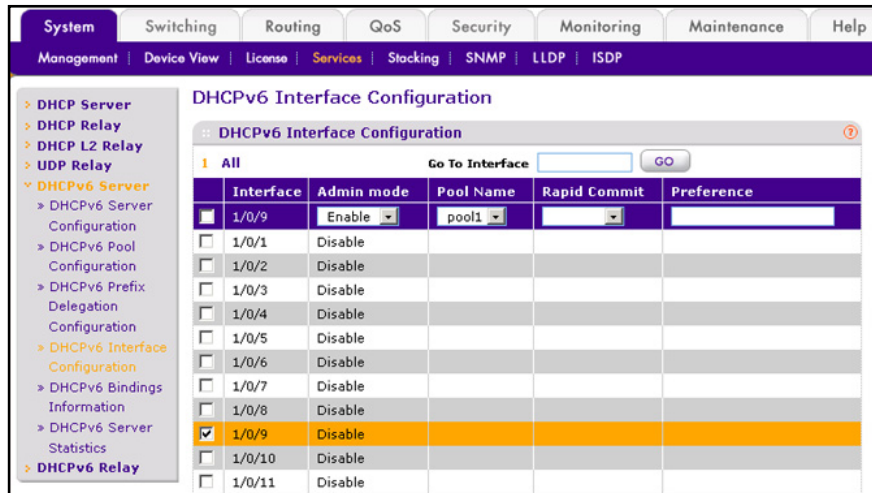 System Switching Routing QoS Security Monitoring Maintenance Help
Management Device View License Services Stacking SNMP LLDP ISDP
DHCP Server
DHCP Relay
DHCP L2 Relay
UDP Relay
DHCPv6 Server
» DHCPv6 Server
Configuration
» DHCPv6 Pool
Configuration
» DHCPv6 Prefix
Delegation
Configuration
» DHCPv6 Interface
Configuration
» DHCPv6 Bindings
Information
» DHCPv6 Server
Statistics
DHCPv6 Relay
DHCPv6 Interface Configuration
DHCPv6 Interface Configuration ?
1 All Go To Interface GO
Interface Admin mode Pool Name Rapid Commit Preference
1/0/9 Enable pool1
1/0/1 Disable
1/0/2 Disable
1/0/3 Disable
1/0/4 Disable
1/0/5 Disable
1/0/6 Disable
1/0/7 Disable
1/0/8 Disable
1/0/9 Disable
1/0/10 Disable
1/0/11 Disable